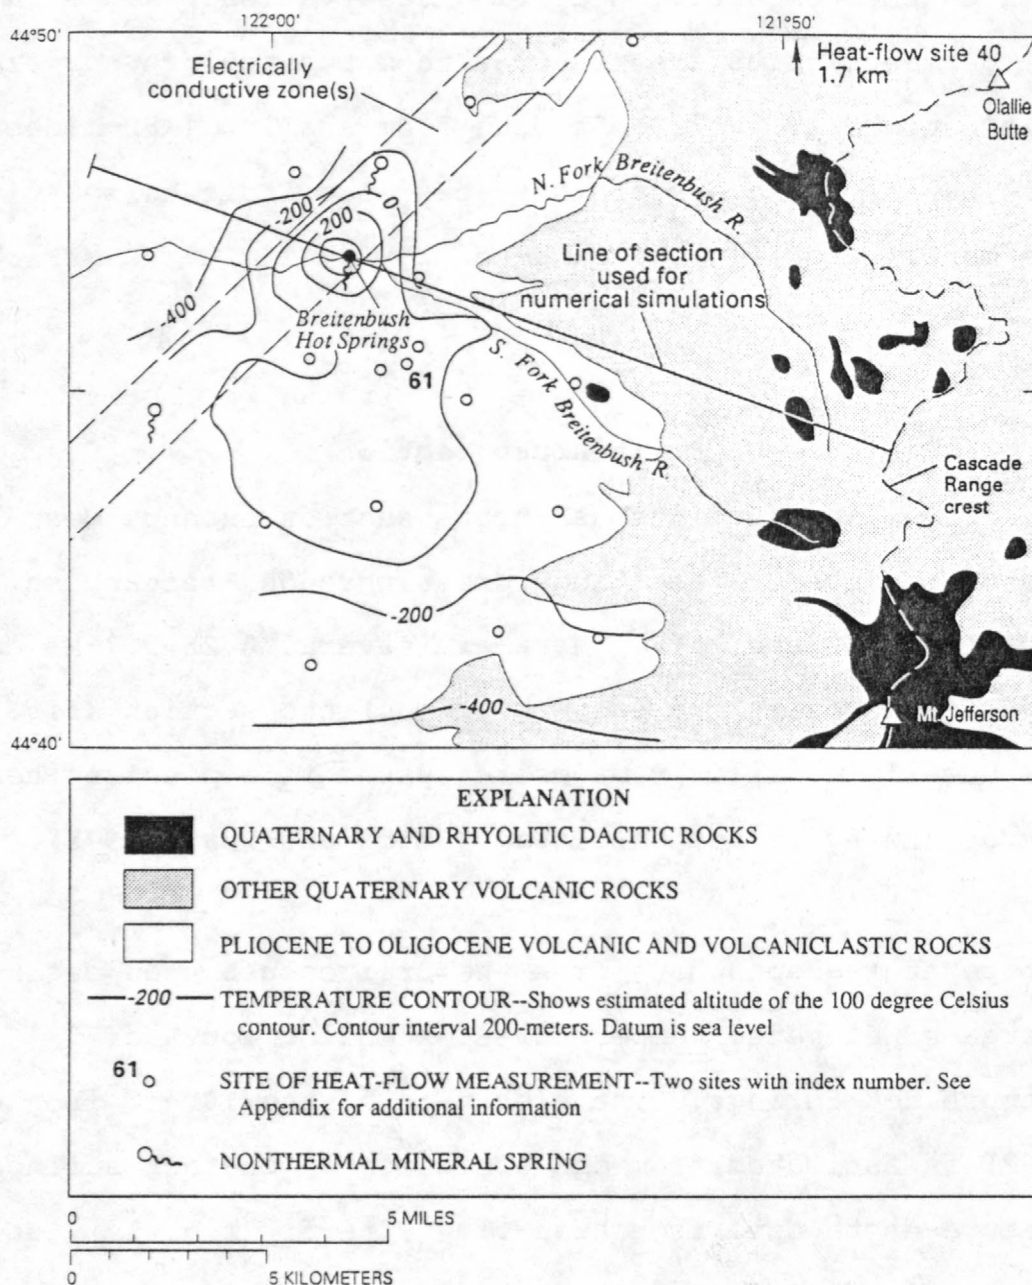 122°00'
121°50'
44°50'
Electrically
conductive zone(s)
Heat-flow site 40
1.7 km
Olallie
Butte
N. Fork Breitenbush R.
-200
0
200
Line of section
used for
numerical simulations
-400
Breitenbush
Hot Springs
61
S. Fork Breitenbush R.
Cascade
Range
crest
-200
-400
Mt. Jefferson
44°40'
EXPLANATION
QUATERNARY AND RHYOLITIC DACITIC ROCKS
OTHER QUATERNARY VOLCANIC ROCKS
PLIOCENE TO OLIGOCENE VOLCANIC AND VOLCANICLASTIC ROCKS
-200
TEMPERATURE CONTOUR--Shows estimated altitude of the 100 degree Celsius
contour. Contour interval 200-meters. Datum is sea level
61
SITE OF HEAT-FLOW MEASUREMENT--Two sites with index number. See
Appendix for additional information
NONTHERMAL MINERAL SPRING
0
5 MILES
0
5 KILOMETERS